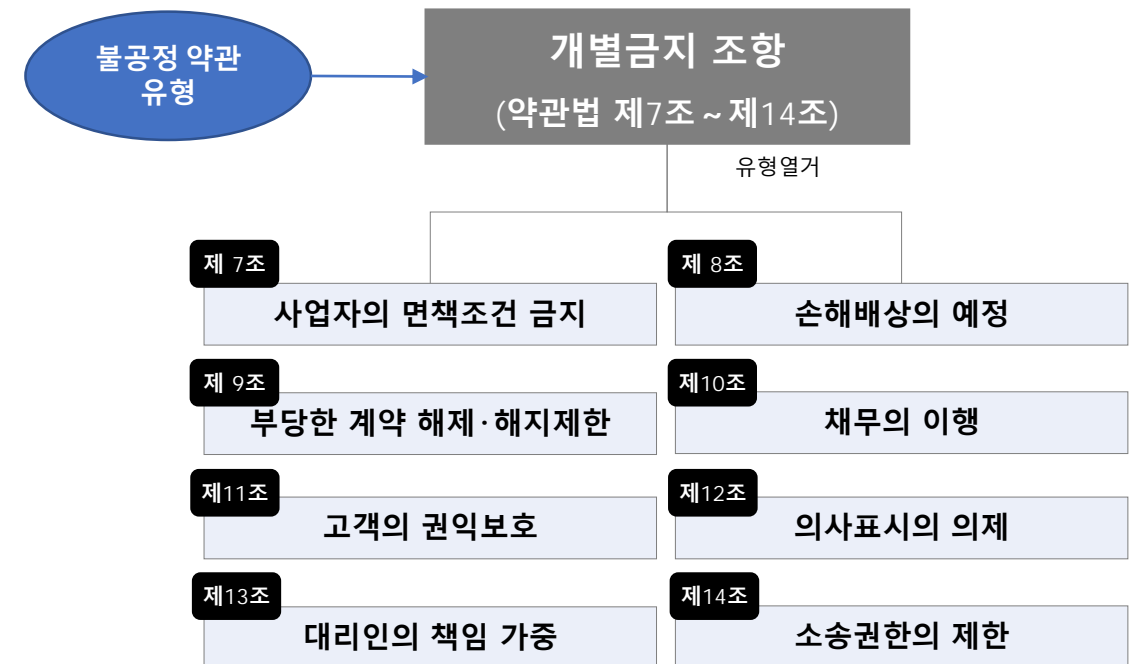 불공정 약관
유형
개별금지 조항
(약관법 제7조 ~ 제14조)
유형열거
제 7조
사업자의 면책조건 금지
제 8조
손해배상의 예정
제 9조
부당한 계약 해제·해지제한
제10조
채무의 이행
제11조
고객의 권익보호
제12조
의사표시의 의제
제13조
대리인의 책임 가중
제14조
소송권한의 제한